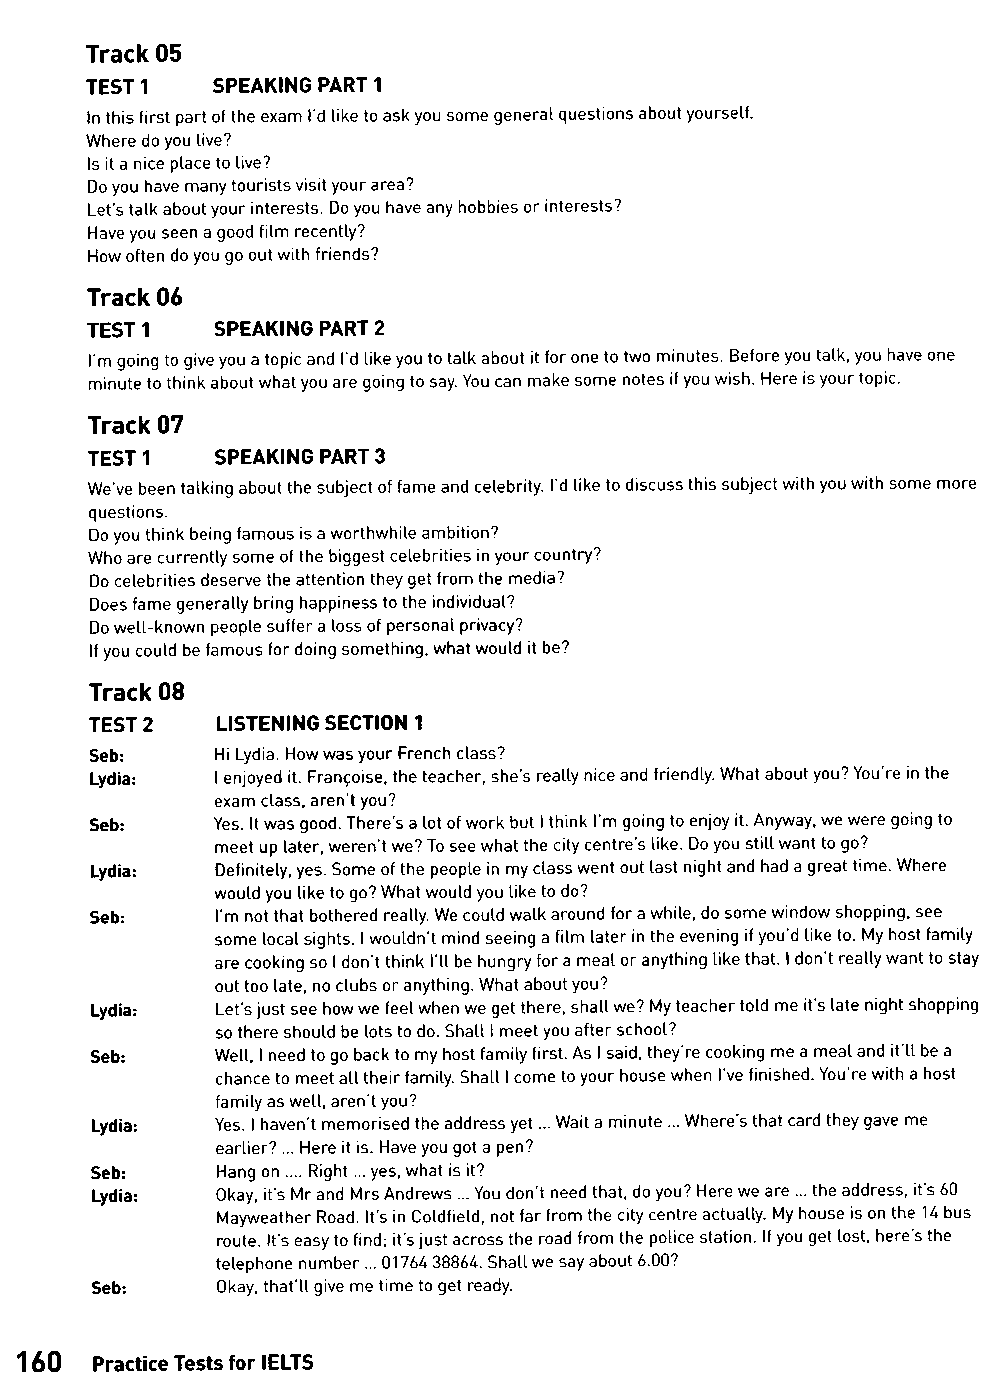 Track 05
TEST 1 SPEAKING PART 1
In this first part of the exam I'd like to ask you some general questions about yourself.
Where do you live?
Is it a nice place to live?
Do you have many tourists visit your area?
Let's talk about your interests. Do you have any hobbies or interests?
Have you seen a good film recently?
How often do you go out with friends?
Track 06
TEST 1 SPEAKING PART 2
I'm going to give you a topic and I'd like you to talk about it for one to two minutes. Before you talk, you have one
minute to think about what you are going to say. You can make some notes if you wish. Here is your topic.
Track 07
TEST 1 SPEAKING PART 3
We've been talking about the subject of fame and celebrity. I'd like to discuss this subject with you with some more
questions.
Do you think being famous is a worthwhile ambition?
Who are currently some of the biggest celebrities in your country?
Do celebrities deserve the attention they get from the media?
Does fame generally bring happiness to the individual?
Do well-known people suffer a loss of personal privacy?
If you could be famous for doing something, what would it be?
Track 08
TEST 2 LISTENING SECTION 1
Seb: Hi Lydia. How was your French class?
Lydia: I enjoyed it. Françoise, the teacher, she's really nice and friendly. What about you? You're in the
exam class, aren't you?
Seb: Yes. It was good. There's a lot of work but I think I'm going to enjoy it. Anyway, we were going to
meet up later, weren't we? To see what the city centre's like. Do you still want to go?
Lydia: Definitely, yes. Some of the people in my class went out last night and had a great time. Where
would you like to go? What would you like to do?
Seb: I'm not that bothered really. We could walk around for a while, do some window shopping, see
some local sights. I wouldn't mind seeing a film later in the evening if you'd like to. My host family
are cooking so I don't think I'll be hungry for a meal or anything like that. I don't really want to stay
out too late, no clubs or anything. What about you?
Lydia: Let's just see how we feel when we get there, shall we? My teacher told me it's late night shopping
so there should be lots to do. Shall I meet you after school?
Seb: Well, I need to go back to my host family first. As I said, they're cooking me a meal and it'll be a
chance to meet all their family. Shall I come to your house when I've finished. You're with a host
family as well, aren't you?
Lydia: Yes. I haven't memorised the address yet ... Wait a minute ... Where's that card they gave me
earlier? ... Here it is. Have you got a pen?
Seb: Hang on .... Right ... yes, what is it?
Lydia: Okay, it's Mr and Mrs Andrews ... You don't need that, do you? Here we are ... the address, it's 60
Mayweather Road. It's in Coldfield, not far from the city centre actually. My house is on the 14 bus
route. It's easy to find; it's just across the road from the police station. If you get lost, here's the
telephone number ... 01764 38864. Shall we say about 6.00?
Seb: Okay, that'll give me time to get ready.
160 Practice Tests for IELTS